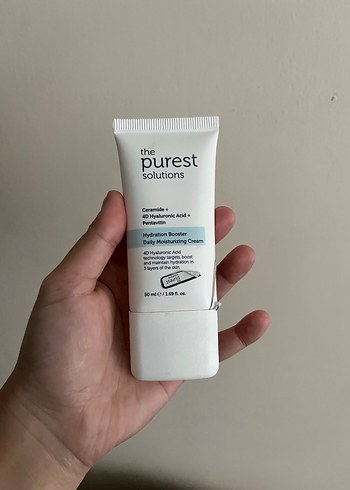 the
purest
solutions
Ceramide +
4D Hyaluronic Acid +
Pentavitin
Hydration Booster
Daily Moisturizing Cream
4D Hyaluronic Acid
technology targets, boost
and maintain hydration in
3 layers of the skin.
50 ml ℮ / 1.69 fl. oz.